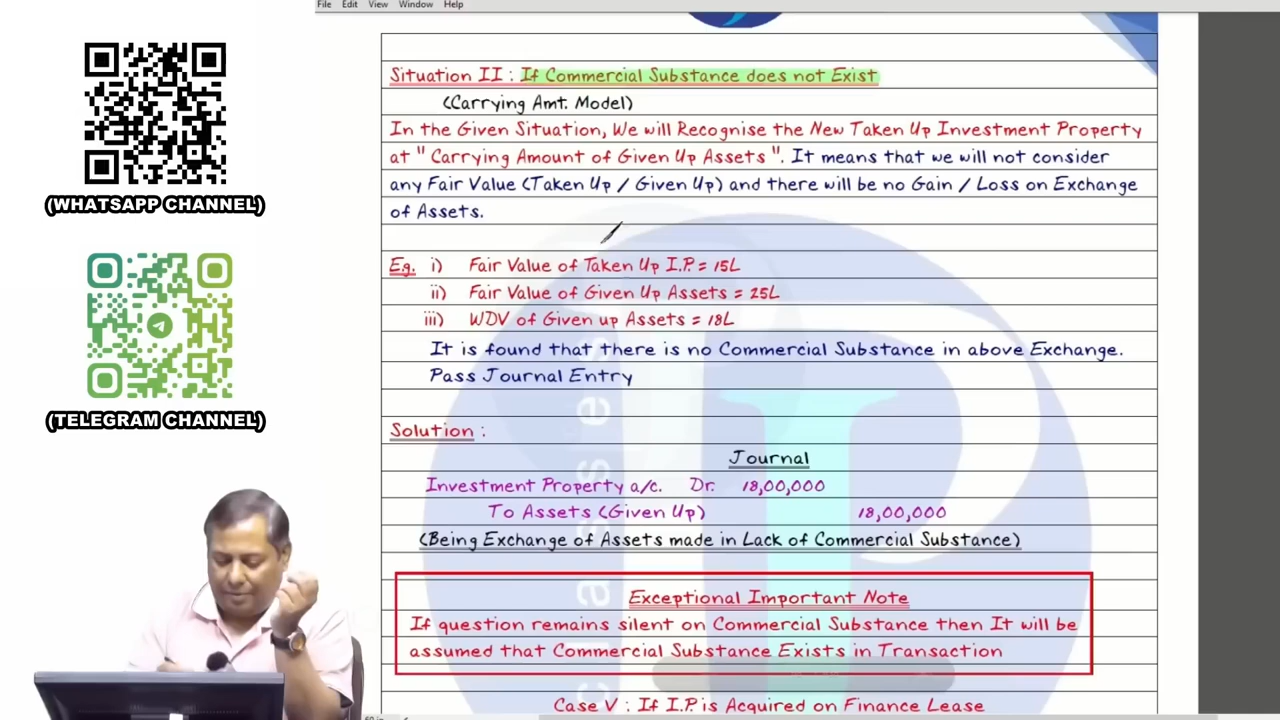 File Edit View Window Help
Situation II : If Commercial Substance does not Exist
(Carrying Amt. Model)
In the Given Situation, We will Recognise the New Taken Up Investment Property
at " Carrying Amount of Given Up Assets ". It means that we will not consider
any Fair Value (Taken Up / Given Up) and there will be no Gain / Loss on Exchange
of Assets.
Eg. i) Fair Value of Taken Up I.P. = 15L
ii) Fair Value of Given Up Assets = 25L
iii) WDV of Given up Assets = 18L
It is found that there is no Commercial Substance in above Exchange.
Pass Journal Entry
Solution :
Journal
Investment Property a/c. Dr. 18,00,000
To Assets (Given Up) 18,00,000
(Being Exchange of Assets made in Lack of Commercial Substance)
Exceptional Important Note
If question remains silent on Commercial Substance then It will be
assumed that Commercial Substance Exists in Transaction
Case V : If I.P. is Acquired on Finance Lease
(WHATSAPP CHANNEL)
(TELEGRAM CHANNEL)
classes